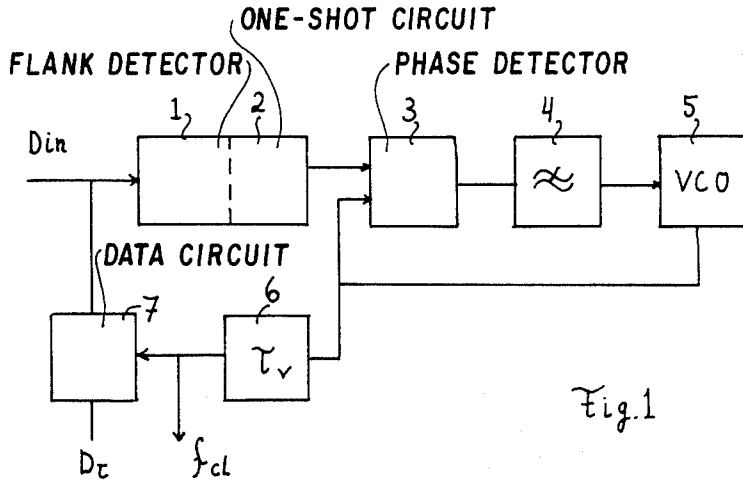 ONE-SHOT CIRCUIT
FLANK DETECTOR
PHASE DETECTOR
1
2
3
4
5
Din
≈
VCO
DATA CIRCUIT
7
6
τv
Fig.1
Dτ
fcl